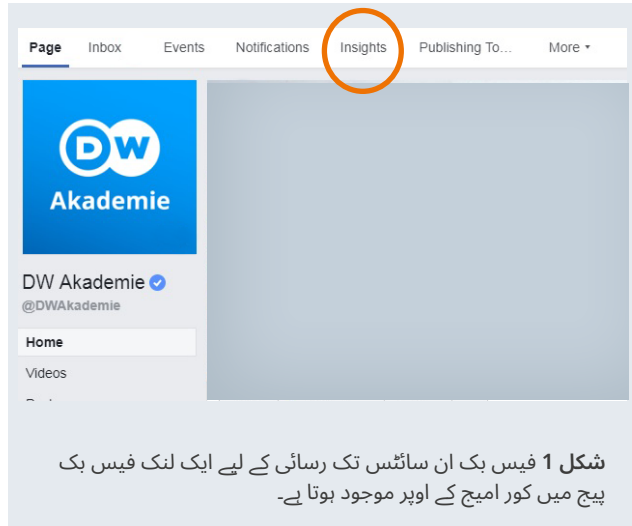 Page Inbox Events Notifications Insights Publishing To... More
DW
Akademie
DW Akademie
@DWAkademie
Home
Videos
شکل 1 فیس بک ان سائٹس تک رسائی کے لیے ایک لنک فیس بک
پیج میں کور امیج کے اوپر موجود ہوتا ہے۔